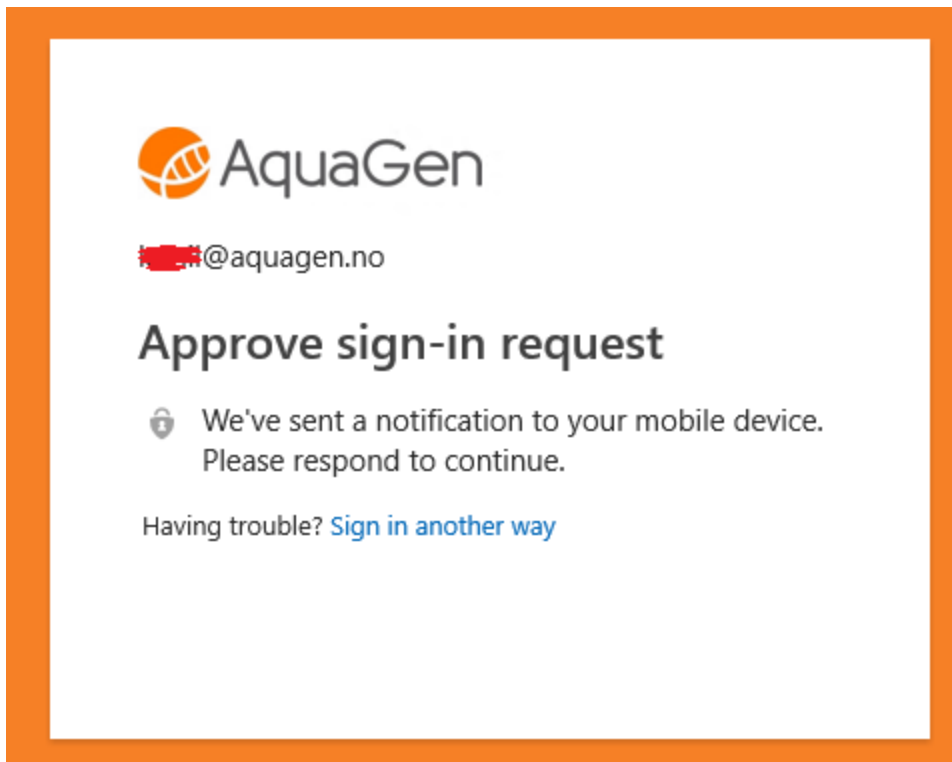 AquaGen
@aquagen.no
Approve sign-in request
We've sent a notification to your mobile device.
Please respond to continue.
Having trouble? Sign in another way